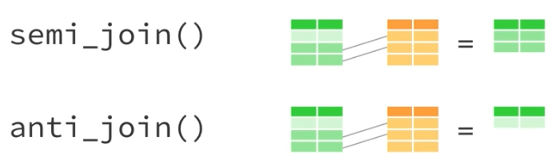 semi_join() =
anti_join() =